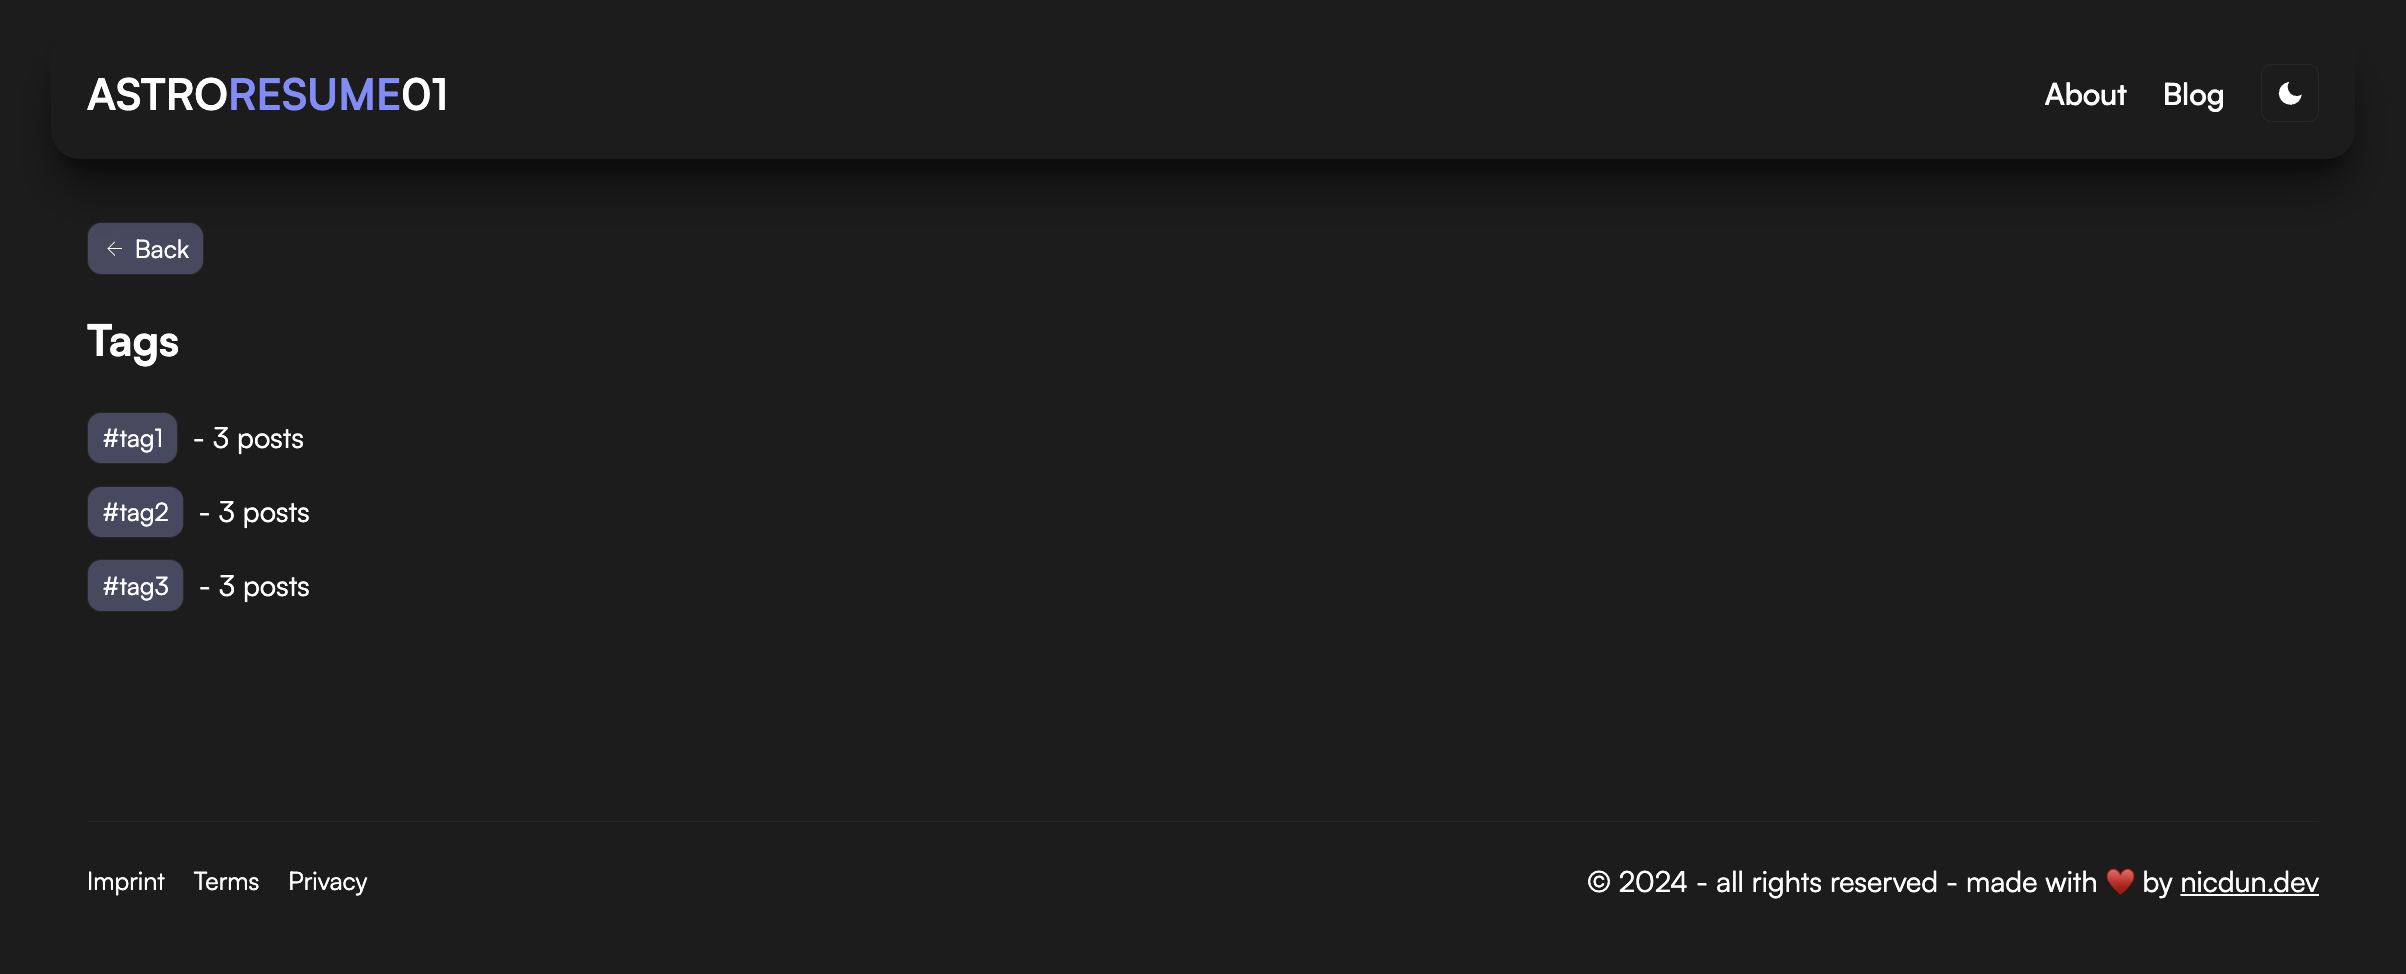 ASTRORESUME01
About Blog
← Back
Tags
#tag1 - 3 posts
#tag2 - 3 posts
#tag3 - 3 posts
Imprint Terms Privacy
© 2024 - all rights reserved - made with ❤️ by nicdun.dev